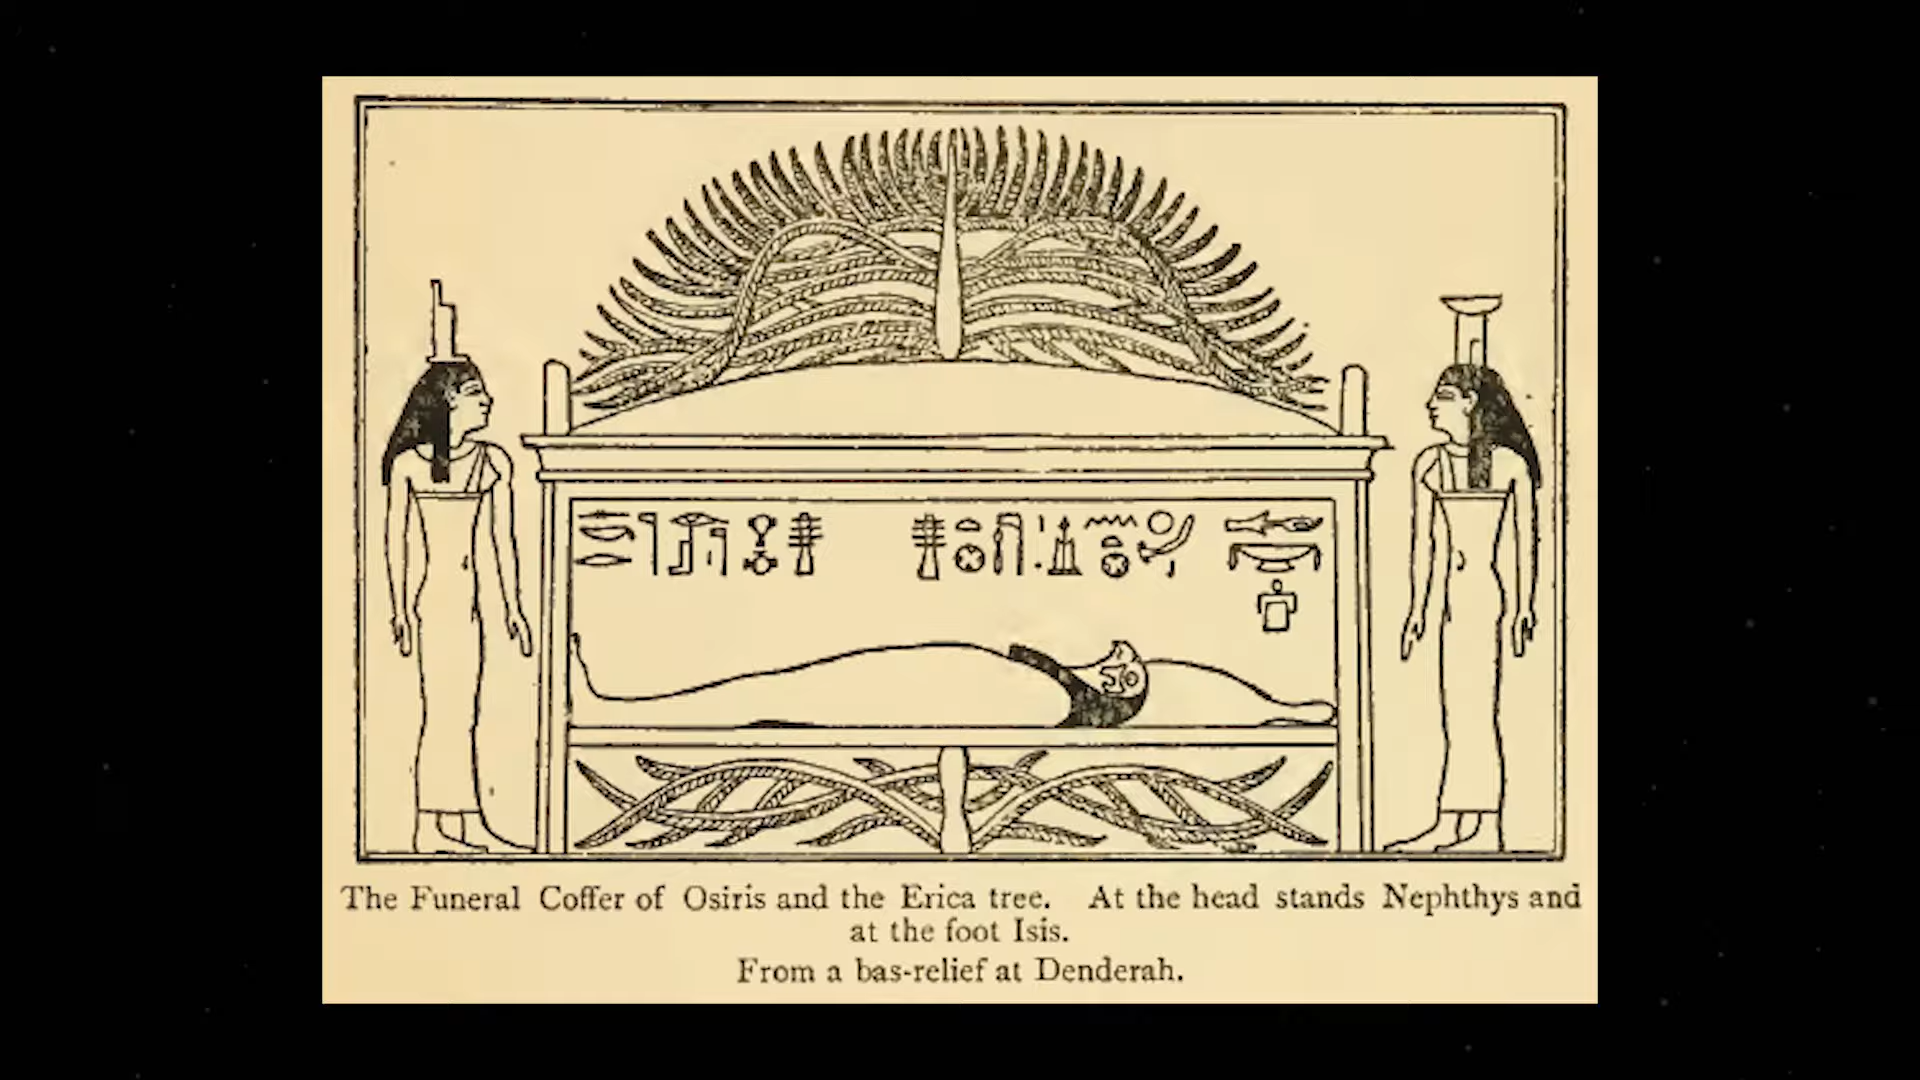 The Funeral Coffer of Osiris and the Erica tree. At the head stands Nephthys and
at the foot Isis.
From a bas-relief at Denderah.